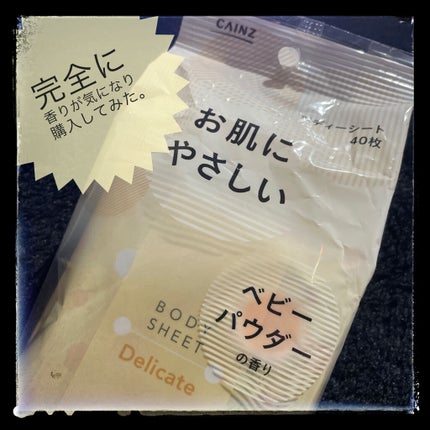 完全に
香りが気になり
購入してみた。
CAINZ
お肌に
やさしい
ディーシート
40枚
ベビー
パウダー
の香り
BODY
SHEET
Delicate